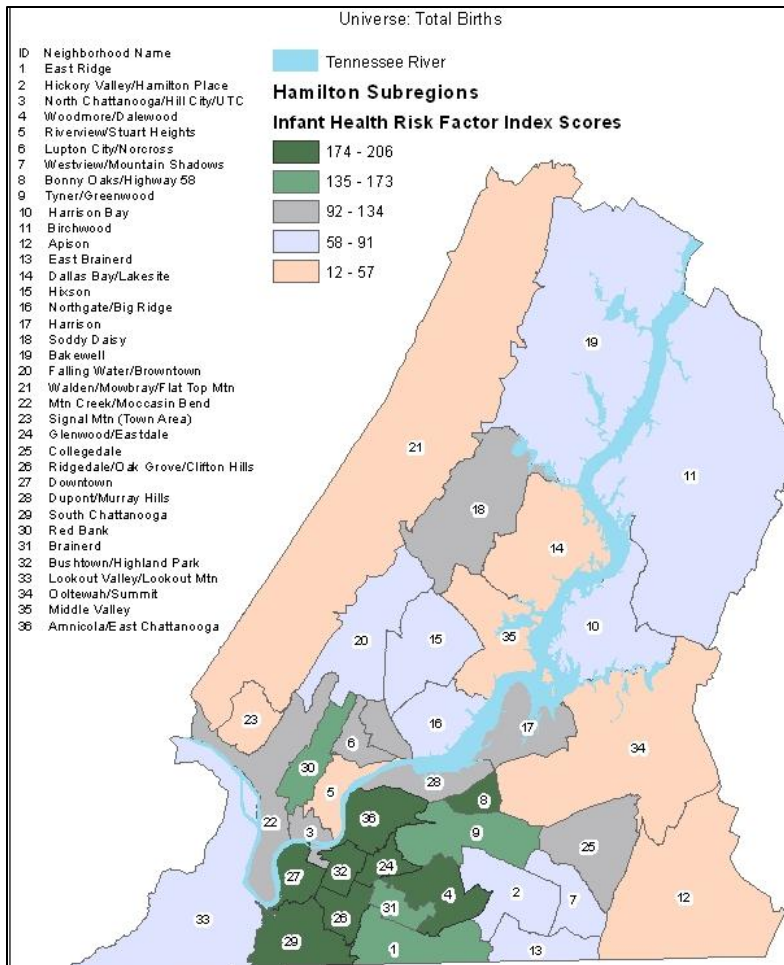 Universe: Total Births
ID Neighborhood Name
1 East Ridge
2 Hickory Valley/Hamilton Place
3 North Chattanooga/Hill City/UTC
4 Woodmore/Dalewood
5 Riverview/Stuart Heights
6 Lupton City/Norcross
7 Westview/Mountain Shadows
8 Bonny Oaks/Highway 58
9 Tyner/Greenwood
10 Harrison Bay
11 Birchwood
12 Apison
13 East Brainerd
14 Dallas Bay/Lakesite
15 Hixson
16 Northgate/Big Ridge
17 Harrison
18 Soddy Daisy
19 Bakewell
20 Falling Water/Browntown
21 Walden/Mowbray/Flat Top Mtn
22 Mtn Creek/Moccasin Bend
23 Signal Mtn (Town Area)
24 Glenwood/Eastdale
25 Collegedale
26 Ridgedale/Oak Grove/Clifton Hills
27 Downtown
28 Dupont/Murray Hills
29 South Chattanooga
30 Red Bank
31 Brainerd
32 Bushtown/Highland Park
33 Lookout Valley/Lookout Mtn
34 Ooltewah/Summit
35 Middle Valley
36 Amnicola/East Chattanooga
Tennessee River
Hamilton Subregions
Infant Health Risk Factor Index Scores
174 - 206
135 - 173
92 - 134
58 - 91
12 - 57
19
21
11
18
14
10
20
15
35
16
17
23
6
34
30
28
5
8
22
36
3
9
25
32
24
27
4
2
7
12
31
26
33
29
1
13